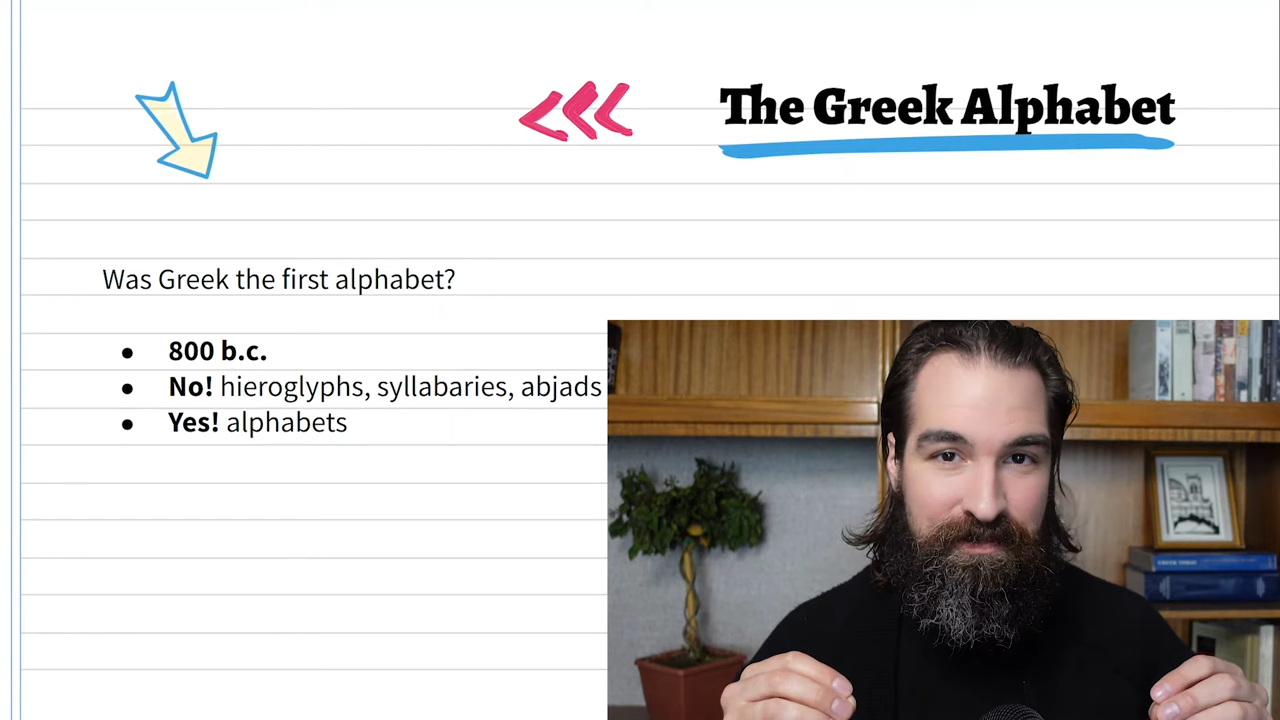 The Greek Alphabet
Was Greek the first alphabet?
● 800 b.c.
● No! hieroglyphs, syllabaries, abjads
● Yes! alphabets